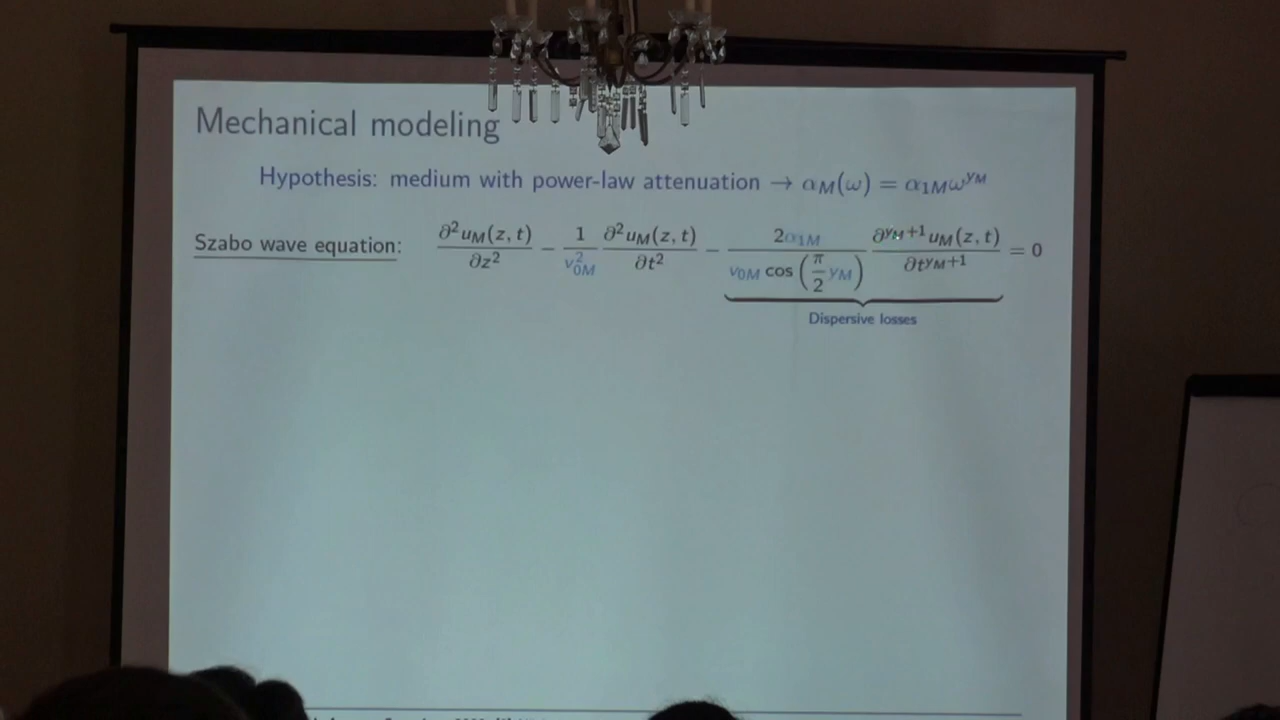 Mechanical modeling
Hypothesis: medium with power-law attenuation → α_M(ω) = α_{1M}ω^{y_M}
Szabo wave equation: ∂²u_M(z, t)/∂z² − 1/v²_{0M} ∂²u_M(z, t)/∂t² − 2α_{1M}/(v_{0M} cos(π/2 y_M)) ∂^{y_M+1}u_M(z, t)/∂t^{y_M+1} = 0
Dispersive losses